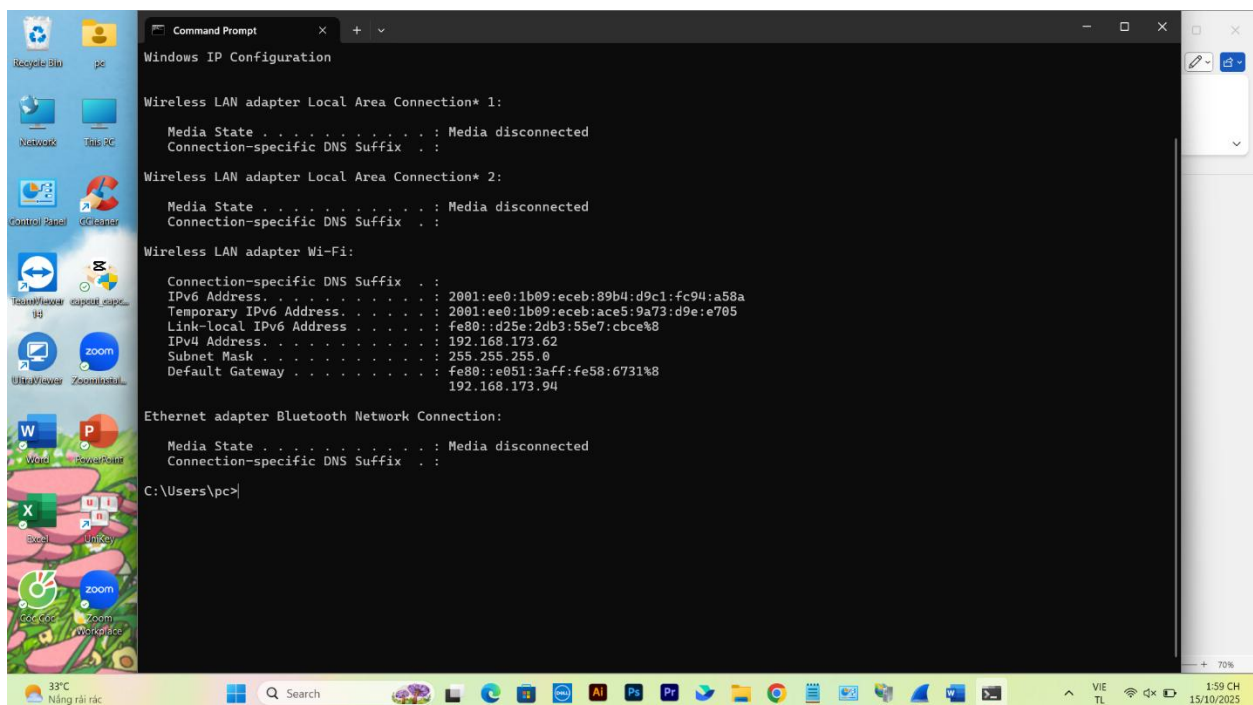 Recycle Bin
pc
Network
This PC
Control Panel
CCleaner
TeamViewer 14
capcut_capc...
UltraViewer
zoom
ZoomInstal...
W
Word
P
PowerPoint
X
Excel
UniKey
Cốc Cốc
zoom
Zoom Workplace
Command Prompt
Windows IP Configuration
Wireless LAN adapter Local Area Connection* 1:
Media State . . . . . . . . . . . : Media disconnected
Connection-specific DNS Suffix  . :
Wireless LAN adapter Local Area Connection* 2:
Media State . . . . . . . . . . . : Media disconnected
Connection-specific DNS Suffix  . :
Wireless LAN adapter Wi-Fi:
Connection-specific DNS Suffix  . :
IPv6 Address. . . . . . . . . . . : 2001:ee0:1b09:eceb:89b4:d9c1:fc94:a58a
Temporary IPv6 Address. . . . . . : 2001:ee0:1b09:eceb:ace5:9a73:d9e:e705
Link-local IPv6 Address . . . . . : fe80::d25e:2db3:55e7:cbce%8
IPv4 Address. . . . . . . . . . . : 192.168.173.62
Subnet Mask . . . . . . . . . . . : 255.255.255.0
Default Gateway . . . . . . . . . : fe80::e051:3aff:fe58:6731%8
192.168.173.94
Ethernet adapter Bluetooth Network Connection:
Media State . . . . . . . . . . . : Media disconnected
Connection-specific DNS Suffix  . :
C:\Users\pc>
70%
33°C
Nắng rải rác
Search
DELL
Ai
Ps
Pr
W
VIE
TL
1:59 CH
15/10/2025